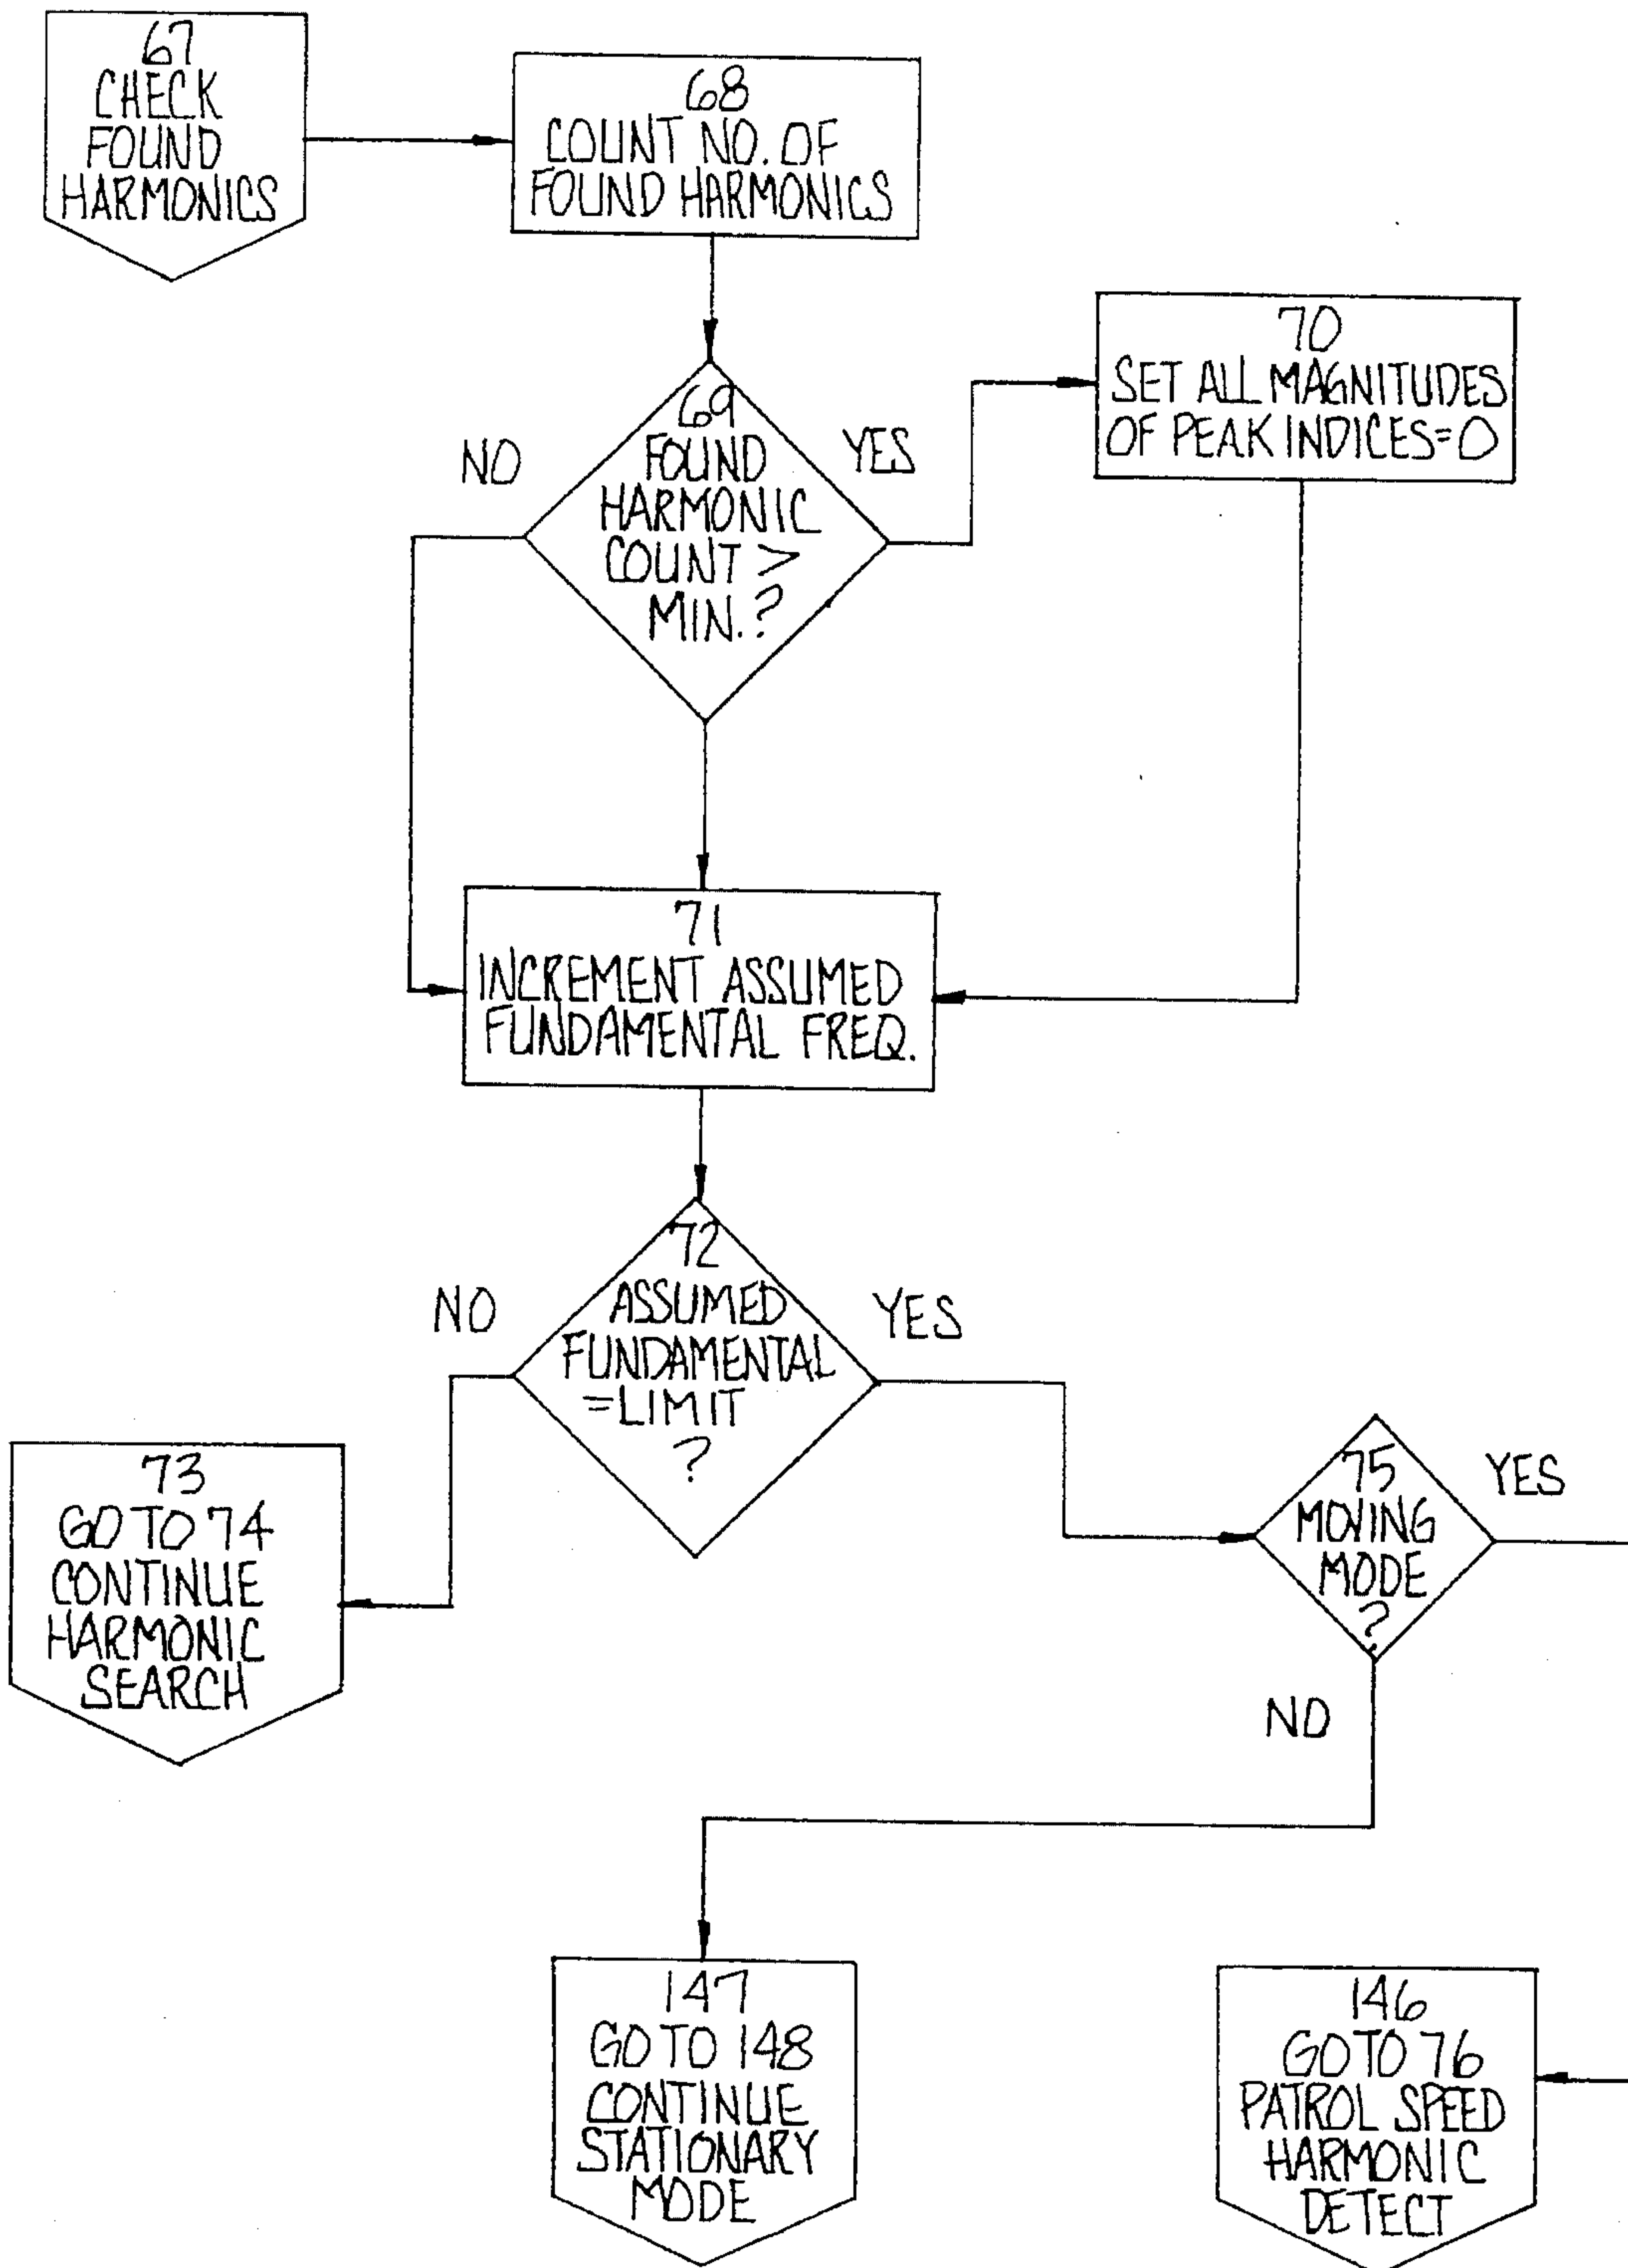 67
CHECK
FOUND
HARMONICS
68
COUNT NO. OF
FOUND HARMONICS
70
SET ALL MAGNITUDES
OF PEAK INDICES=0
69
FOUND
HARMONIC
COUNT >
MIN.?
NO
YES
71
INCREMENT ASSUMED
FUNDAMENTAL FREQ.
72
ASSUMED
FUNDAMENTAL
=LIMIT
?
NO
YES
73
GO TO 74
CONTINUE
HARMONIC
SEARCH
75
MOVING
MODE
?
YES
NO
147
GO TO 148
CONTINUE
STATIONARY
MODE
146
GO TO 76
PATROL SPEED
HARMONIC
DETECT